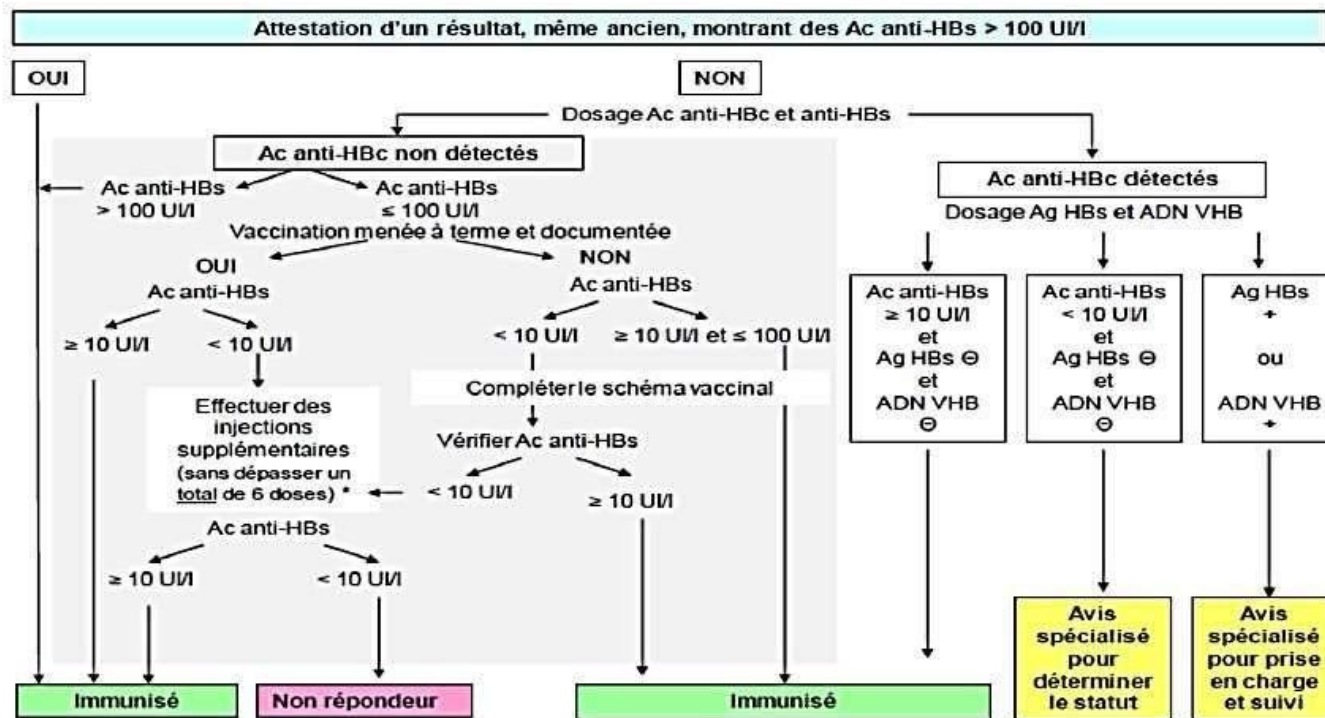 Attestation d'un résultat, même ancien, montrant des Ac anti-HBs > 100 UI/l
OUI
NON
Dosage Ac anti-HBc et anti-HBs
Ac anti-HBc non détectés
Ac anti-HBs
> 100 UI/l
Ac anti-HBs
≤ 100 UI/l
Vaccination menée à terme et documentée
OUI
Ac anti-HBs
≥ 10 UI/l
< 10 UI/l
NON
Ac anti-HBs
< 10 UI/l
≥ 10 UI/l et ≤ 100 UI/l
Effectuer des
injections
supplémentaires
(sans dépasser un
total de 6 doses) *
Compléter le schéma vaccinal
Vérifier Ac anti-HBs
< 10 UI/l
≥ 10 UI/l
Ac anti-HBs
≥ 10 UI/l
< 10 UI/l
Ac anti-HBc détectés
Dosage Ag HBs et ADN VHB
Ac anti-HBs
≥ 10 UI/l
et
Ag HBs ⊖
et
ADN VHB
⊖
Ac anti-HBs
< 10 UI/l
et
Ag HBs ⊖
et
ADN VHB
⊖
Ag HBs
+
ou
ADN VHB
+
Immunisé
Non répondeur
Immunisé
Avis
spécialisé
pour
déterminer
le statut
Avis
spécialisé
pour prise
en charge
et suivi